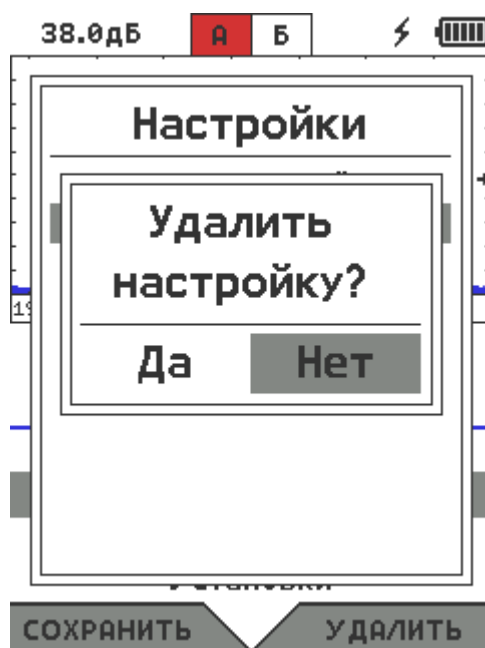 38.0дБ А Б
Настройки
Удалить
настройку?
Да Нет
СОХРАНИТЬ УДАЛИТЬ